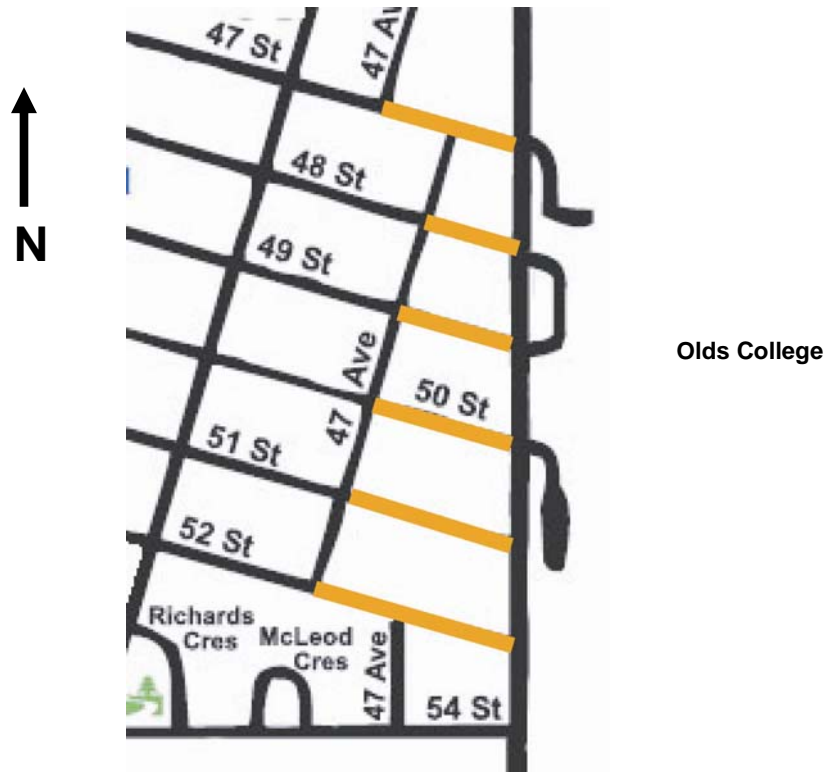 47 St
47 Av
48 St
N
49 St
Olds College
47 Ave
50 St
51 St
52 St
Richards
Cres
McLeod
Cres
47 Ave
54 St